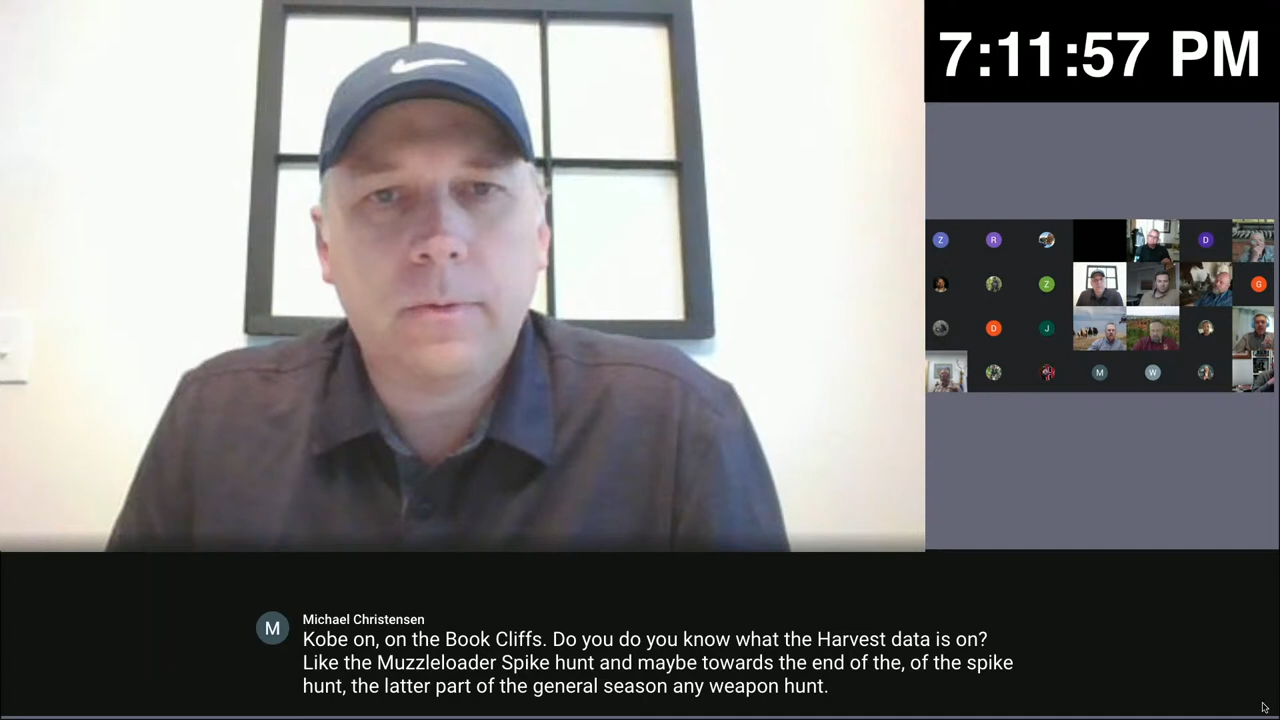 7:11:57 PM
Z
R
D
Z
G
D
J
M
W
M
Michael Christensen
Kobe on, on the Book Cliffs. Do you do you know what the Harvest data is on?
Like the Muzzleloader Spike hunt and maybe towards the end of the, of the spike
hunt, the latter part of the general season any weapon hunt.